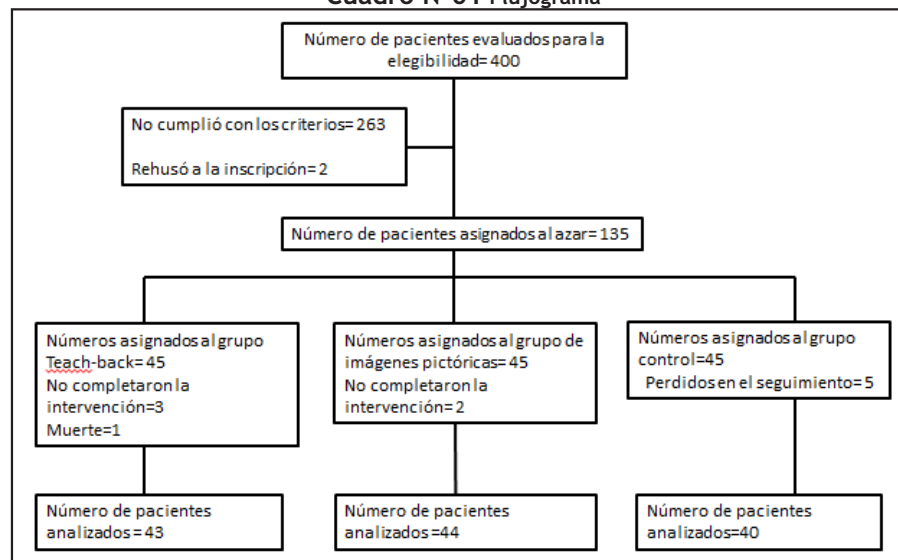 Número de pacientes evaluados para la
elegibilidad= 400
No cumplió con los criterios= 263
Rehusó a la inscripción= 2
Número de pacientes asignados al azar= 135
Números asignados al grupo
Teach-back= 45
No completaron la
intervención=3
Muerte=1
Números asignados al grupo de
imágenes pictóricas= 45
No completaron la
intervención= 2
Números asignados al grupo
control=45
Perdidos en el seguimiento= 5
Número de pacientes
analizados = 43
Número de pacientes
analizados = 44
Número de pacientes
analizados=40